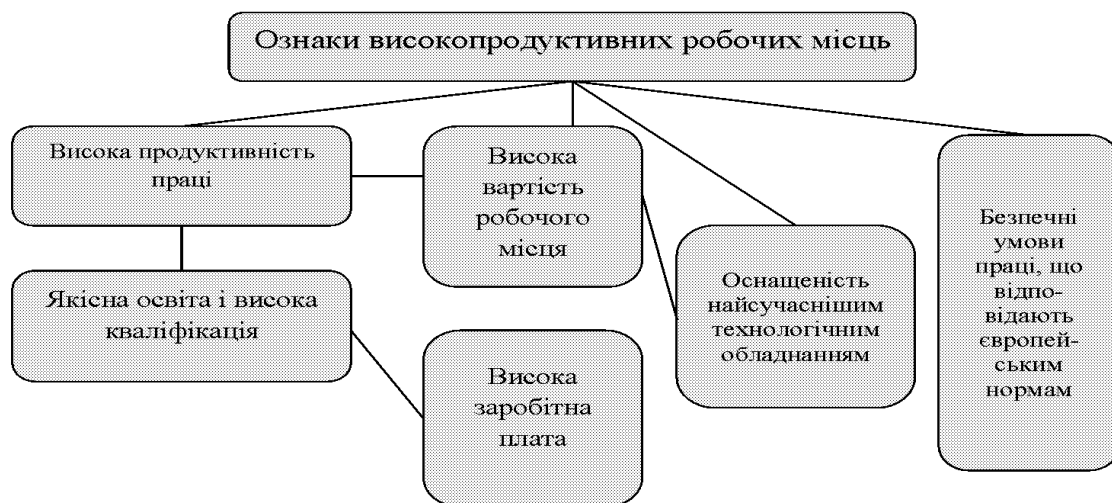 Ознаки високопродуктивних робочих місць
Висока продуктивність
праці
Висока
вартість
робочого
місця
Безпечні
умови
праці, що
відпо-
відають
європей-
ським
нормам
Оснащеність
найсучаснішим
технологічним
обладнанням
Якісна освіта і висока
кваліфікація
Висока
заробітна
плата